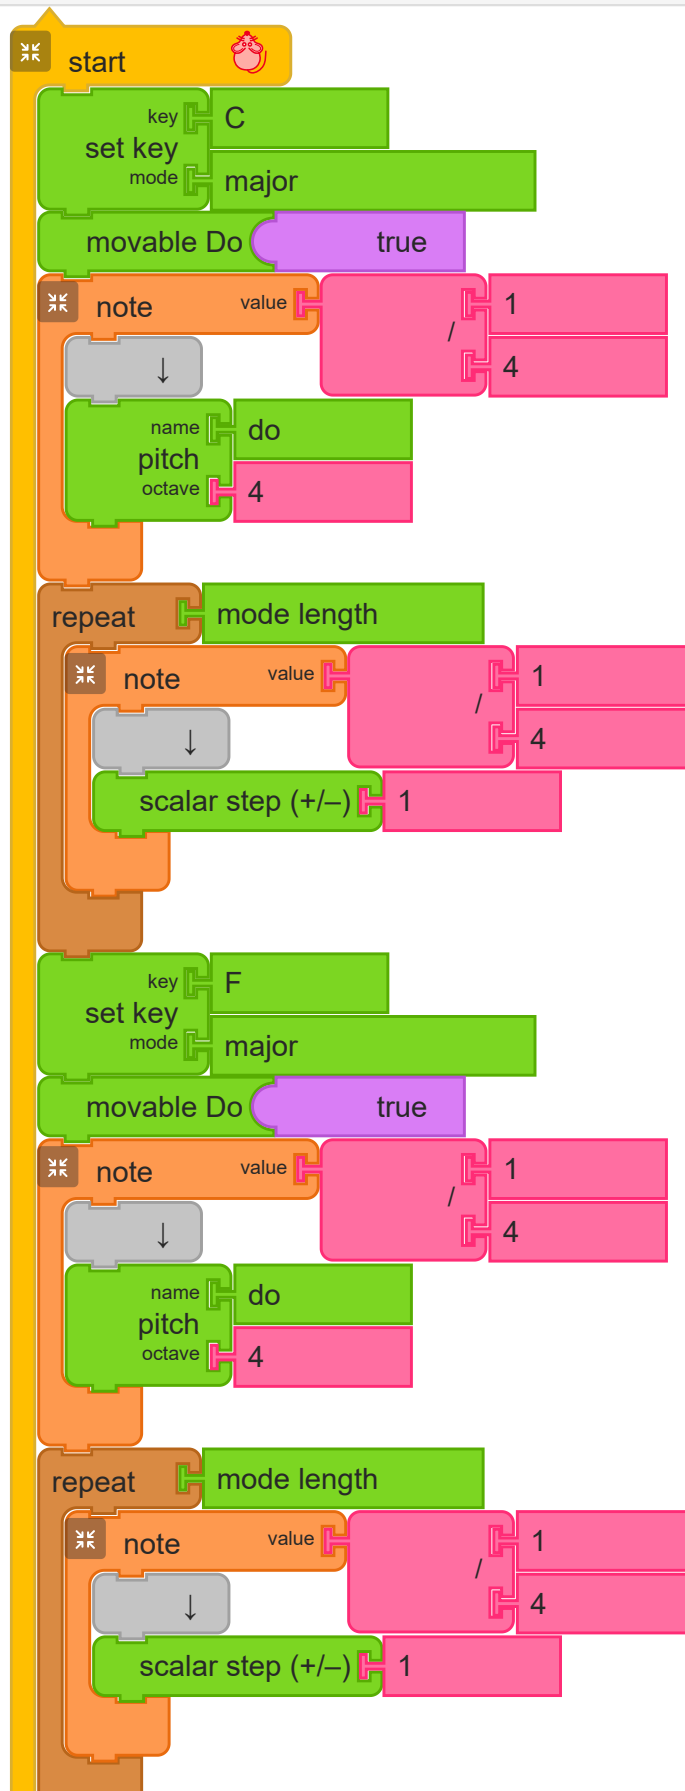 start
key C
set key
mode major
movable Do true
note value 1
/
4
↓
name do
pitch
octave 4
repeat mode length
note value 1
/
4
↓
scalar step (+/–) 1
key F
set key
mode major
movable Do true
note value 1
/
4
↓
name do
pitch
octave 4
repeat mode length
note value 1
/
4
↓
scalar step (+/–) 1